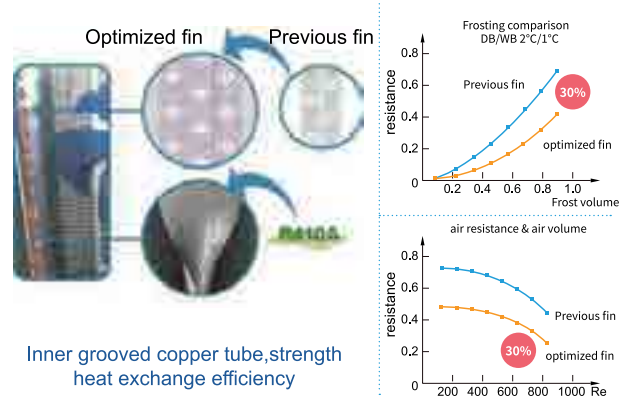 Optimized fin
Previous fin
R410A
Inner grooved copper tube,strength
heat exchange efficiency
Frosting comparison
DB/WB 2°C/1°C
resistance
0.8
0.6
0.4
0.2
0
Previous fin
30%
optimized fin
0.2 0.4 0.6 0.8 1.0
Frost volume
air resistance & air volume
resistance
0.8
0.6
0.4
0.2
Previous fin
30%
optimized fin
200 400 600 800 1000 Re